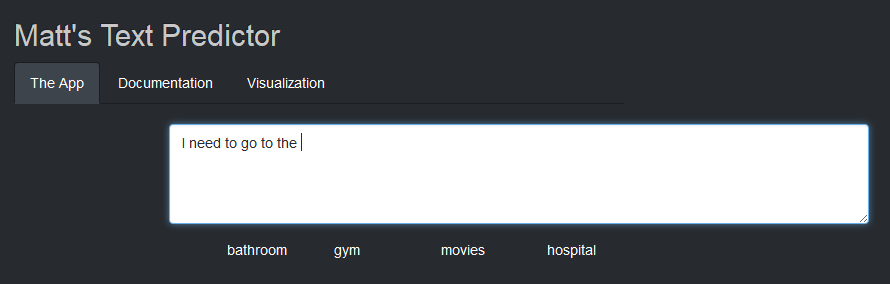 Matt's Text Predictor
The App Documentation Visualization
I need to go to the
bathroom gym movies hospital